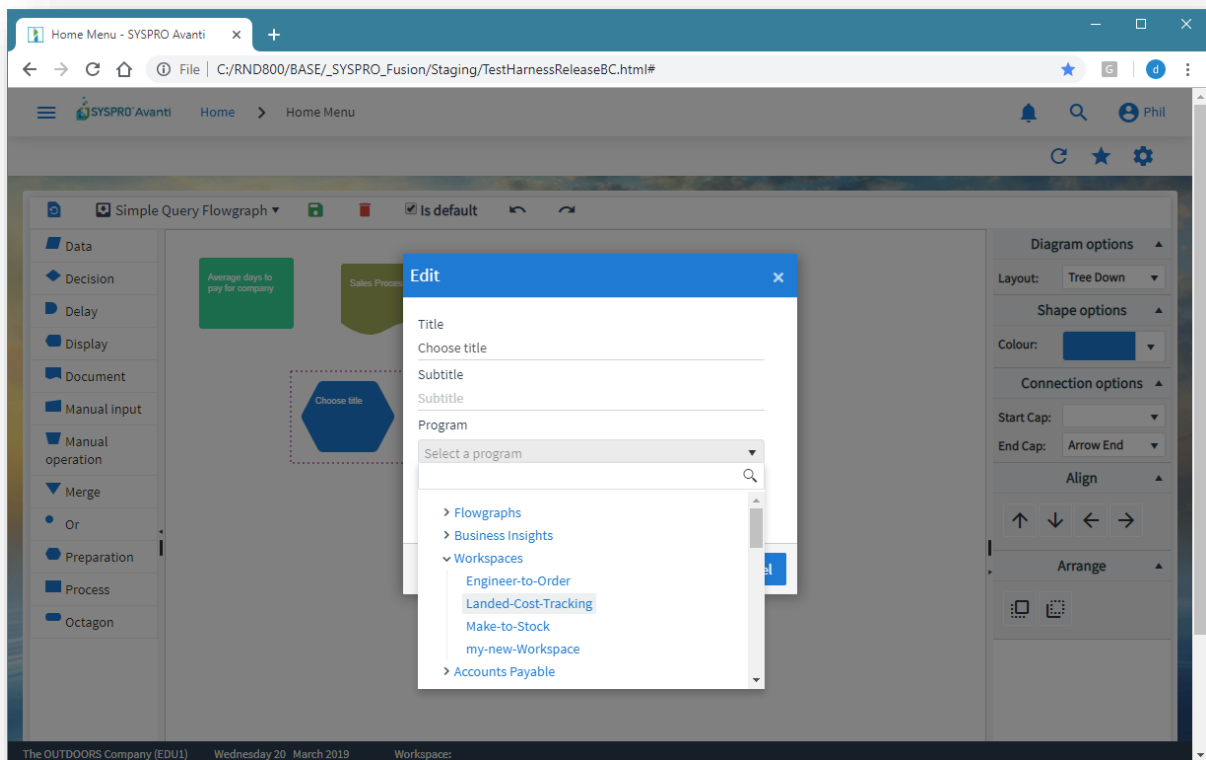 Home Menu - SYSPRO Avanti
File | C:/RND800/BASE/_SYSPRO_Fusion/Staging/TestHarnessReleaseBC.html#
G
d
SYSPRO Avanti Home > Home Menu
Phil
Simple Query Flowgraph Is default
Data
Decision
Delay
Display
Document
Manual input
Manual
operation
Merge
Or
Preparation
Process
Octagon
Average days to
pay for company
Sales Proces
Choose title
Edit
Title
Choose title
Subtitle
Subtitle
Program
Select a program
Flowgraphs
Business Insights
Workspaces
Engineer-to-Order
Landed-Cost-Tracking
Make-to-Stock
my-new-Workspace
Accounts Payable
el
Diagram options
Layout: Tree Down
Shape options
Colour:
Connection options
Start Cap:
End Cap: Arrow End
Align
Arrange
The OUTDOORS Company (EDU1) Wednesday 20 March 2019 Workspace: